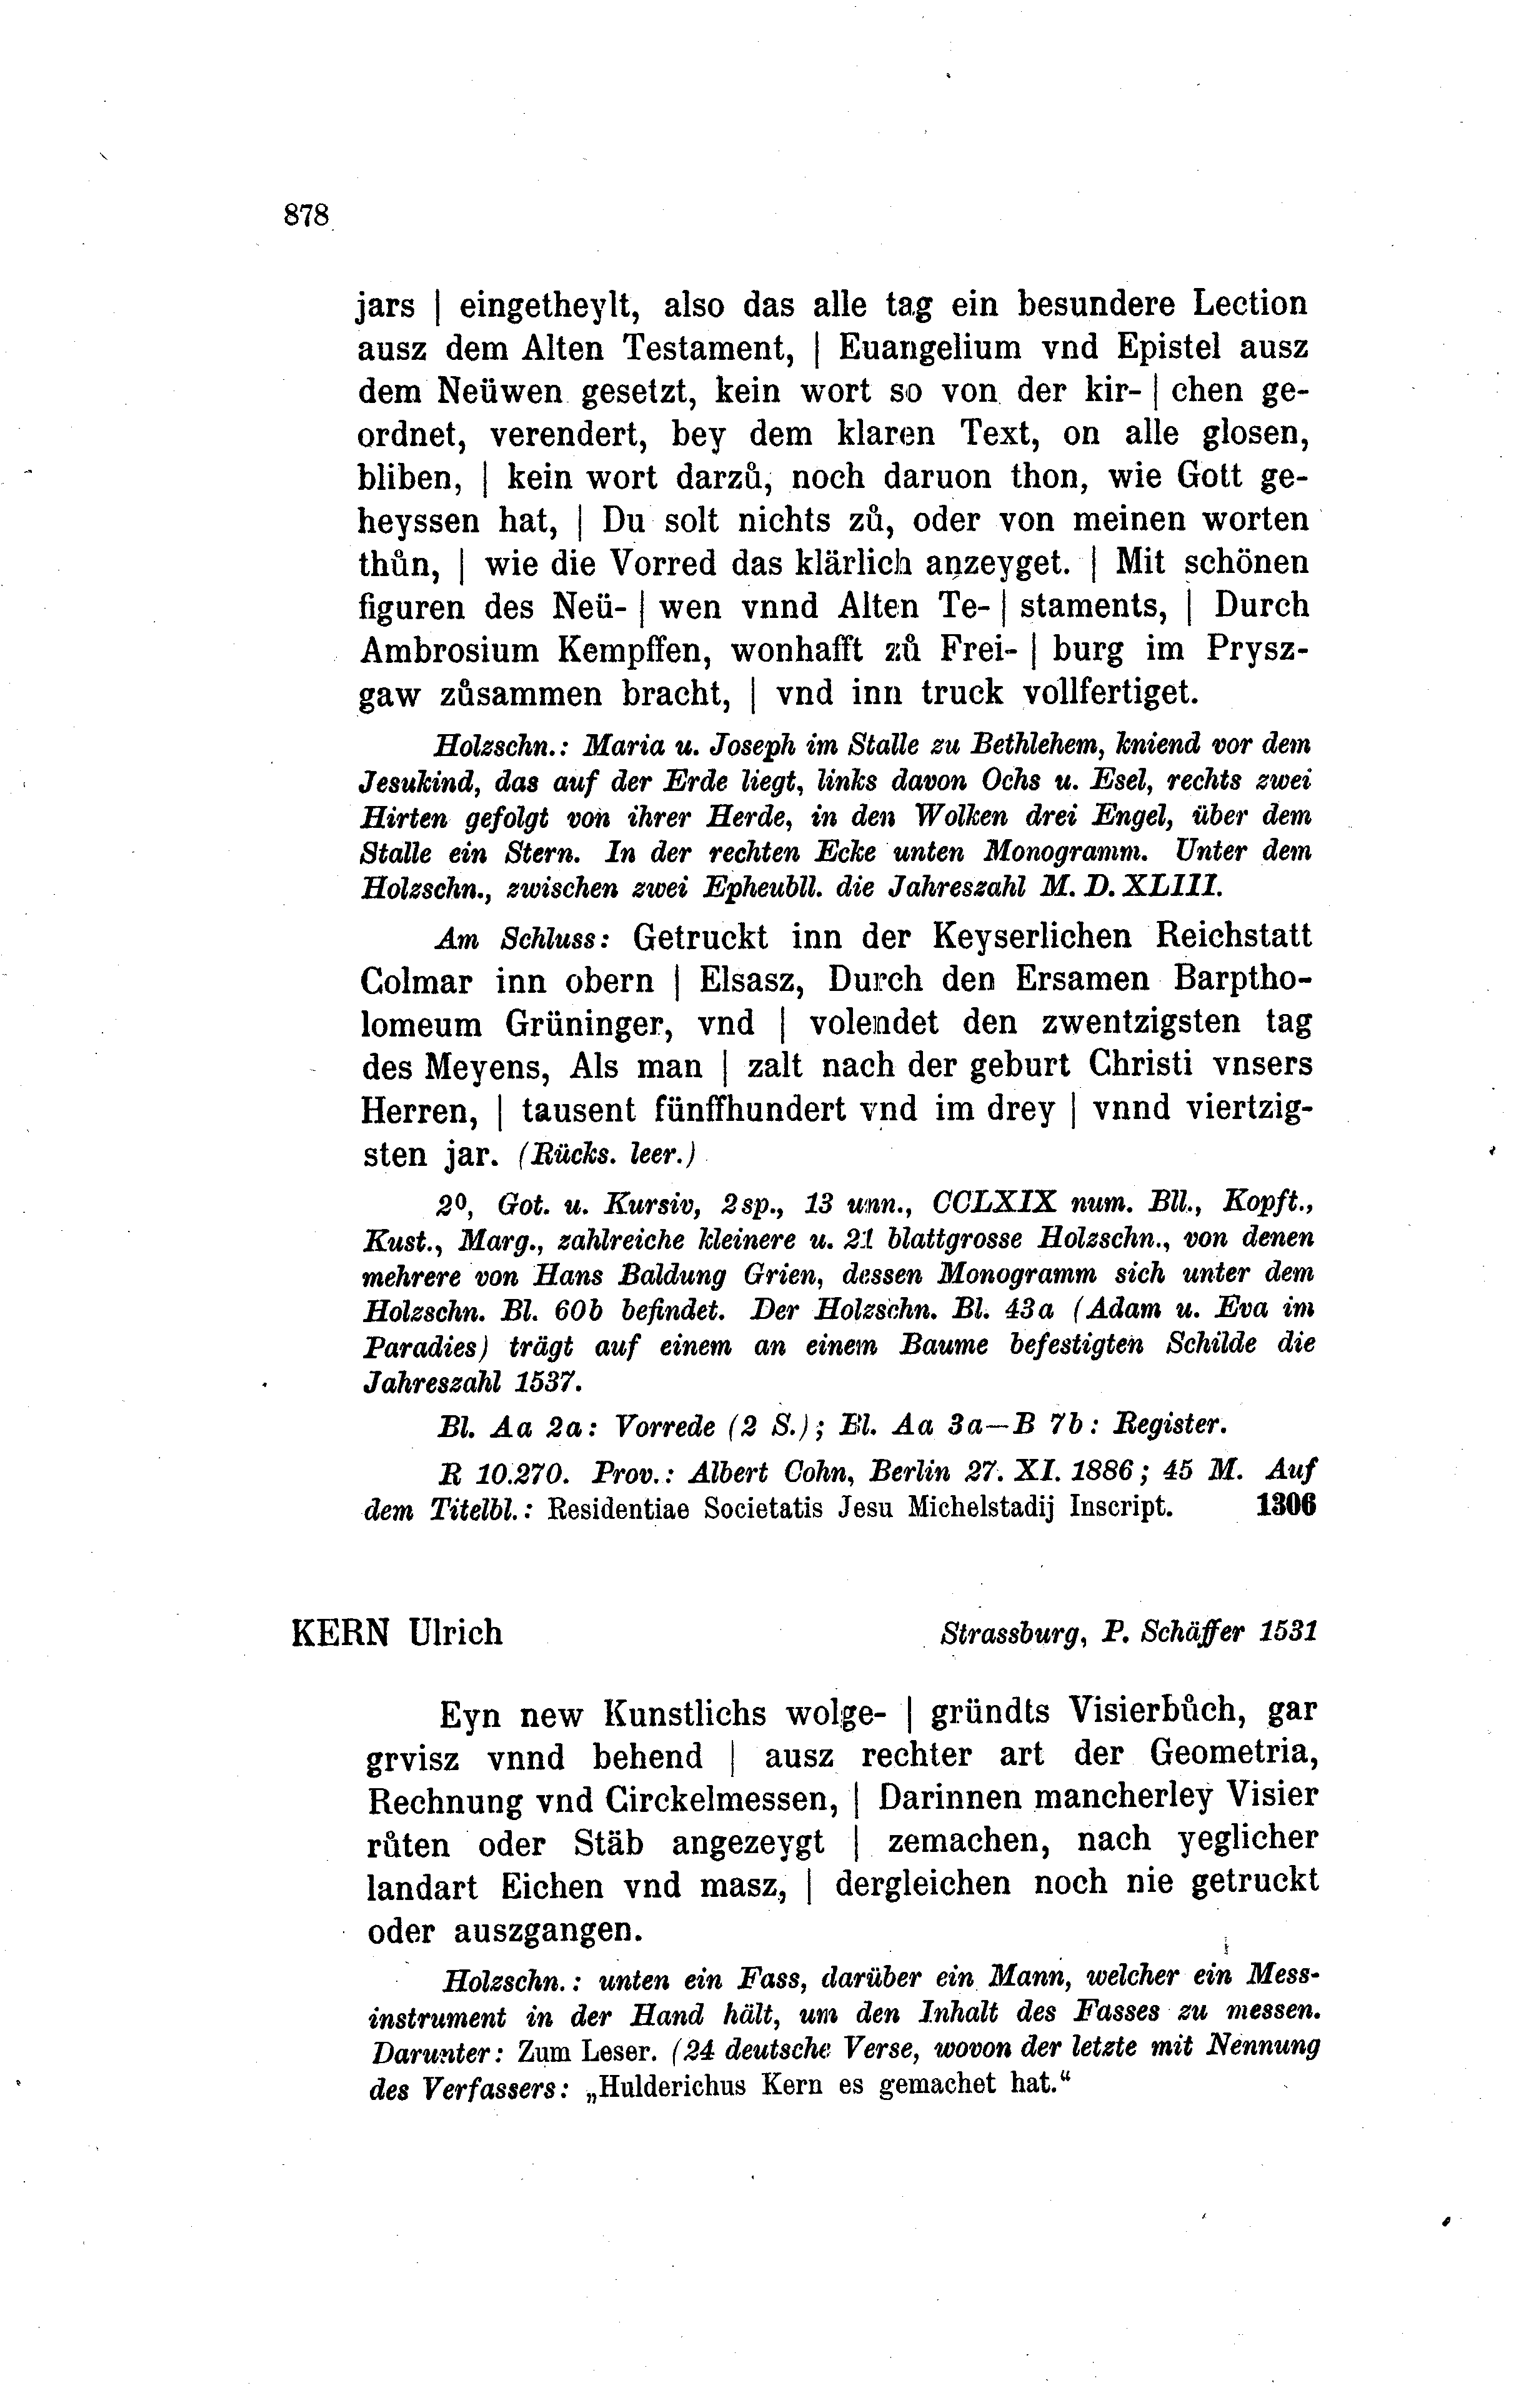 878
jars | eingetheylt, also das alle tag ein besundere Lection
ausz dem Alten Testament, | Euangelium vnd Epistel ausz
dem Neüwen gesetzt, kein wort so von der kir- | chen ge-
ordnet, verendert, bey dem klaren Text, on alle glosen,
bliben, | kein wort darzů, noch daruon thon, wie Gott ge-
heyssen hat, | Du solt nichts zů, oder von meinen worten
thůn, | wie die Vorred das klärlich anzeyget. | Mit schönen
figuren des Neü- | wen vnnd Alten Te- | staments, | Durch
Ambrosium Kempffen, wonhafft zů Frei- | burg im Prysz-
gaw zůsammen bracht, | vnd inn truck vollfertiget.
Holzschn.: Maria u. Joseph im Stalle zu Bethlehem, kniend vor dem
Jesukind, das auf der Erde liegt, links davon Ochs u. Esel, rechts zwei
Hirten gefolgt von ihrer Herde, in den Wolken drei Engel, über dem
Stalle ein Stern. In der rechten Ecke unten Monogramm. Unter dem
Holzschn., zwischen zwei Epheubll. die Jahreszahl M. D. XLIII.
Am Schluss: Getruckt inn der Keyserlichen Reichstatt
Colmar inn obern | Elsasz, Durch den Ersamen Barptho-
lomeum Grüninger, vnd | volendet den zwentzigsten tag
des Meyens, Als man | zalt nach der geburt Christi vnsers
Herren, | tausent fünffhundert vnd im drey | vnnd viertzig-
sten jar. (Rücks. leer.)
2º, Got. u. Kursiv, 2sp., 13 unn., CCLXIX num. Bll., Kopft.,
Kust., Marg., zahlreiche kleinere u. 21 blattgrosse Holzschn., von denen
mehrere von Hans Baldung Grien, dessen Monogramm sich unter dem
Holzschn. Bl. 60b befindet. Der Holzschn. Bl. 43a (Adam u. Eva im
Paradies) trägt auf einem an einem Baume befestigten Schilde die
Jahreszahl 1537.
Bl. Aa 2a: Vorrede (2 S.); Bl. Aa 3a—B 7b: Register.
R 10.270. Prov.: Albert Cohn, Berlin 27. XI. 1886; 45 M. Auf
dem Titelbl.: Residentiae Societatis Jesu Michelstadij Inscript. 1306
KERN Ulrich Strassburg, P. Schäffer 1531
Eyn new Kunstlichs wolge- | gründts Visierbůch, gar
grvisz vnnd behend | ausz rechter art der Geometria,
Rechnung vnd Circkelmessen, | Darinnen mancherley Visier
růten oder Stäb angezeygt | zemachen, nach yeglicher
landart Eichen vnd masz, | dergleichen noch nie getruckt
oder auszgangen.
Holzschn.: unten ein Fass, darüber ein Mann, welcher ein Mess-
instrument in der Hand hält, um den Inhalt des Fasses zu messen.
Darunter: Zum Leser. (24 deutsche Verse, wovon der letzte mit Nennung
des Verfassers: „Hulderichus Kern es gemachet hat.“